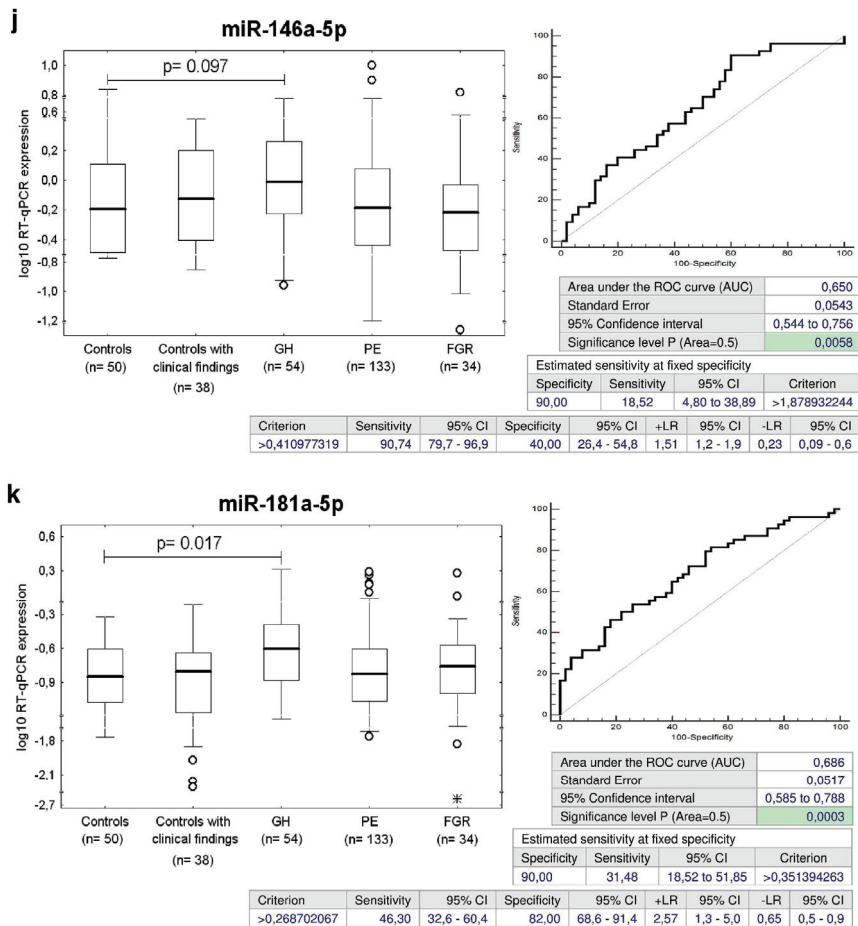 j
miR-146a-5p
p= 0.097
log10 RT-qPCR expression
1,0
0,8
0,6
0,2
0,0
-0,2
-0,4
-0,8
-1,0
-1,2
Controls
(n= 50)
Controls with
clinical findings
(n= 38)
GH
(n= 54)
PE
(n= 133)
FGR
(n= 34)
Sensitivity
100
80
60
40
20
0
0 20 40 60 80 100
100-Specificity
Area under the ROC curve (AUC) 0,650
Standard Error 0,0543
95% Confidence interval 0,544 to 0,756
Significance level P (Area=0.5) 0,0058
Estimated sensitivity at fixed specificity
Specificity Sensitivity 95% CI Criterion
90,00 18,52 4,80 to 38,89 >1,878932244
Criterion Sensitivity 95% CI Specificity 95% CI +LR 95% CI -LR 95% CI
>0,410977319 90,74 79,7 - 96,9 40,00 26,4 - 54,8 1,51 1,2 - 1,9 0,23 0,09 - 0,6
k
miR-181a-5p
p= 0.017
log10 RT-qPCR expression
0,6
0,3
-0,3
-0,6
-0,9
-1,8
-2,1
-2,7
Controls
(n= 50)
Controls with
clinical findings
(n= 38)
GH
(n= 54)
PE
(n= 133)
FGR
(n= 34)
Sensitivity
100
80
60
40
20
0
0 20 40 60 80 100
100-Specificity
Area under the ROC curve (AUC) 0,686
Standard Error 0,0517
95% Confidence interval 0,585 to 0,788
Significance level P (Area=0.5) 0,0003
Estimated sensitivity at fixed specificity
Specificity Sensitivity 95% CI Criterion
90,00 31,48 18,52 to 51,85 >0,351394263
Criterion Sensitivity 95% CI Specificity 95% CI +LR 95% CI -LR 95% CI
>0,268702067 46,30 32,6 - 60,4 82,00 68,6 - 91,4 2,57 1,3 - 5,0 0,65 0,5 - 0,9